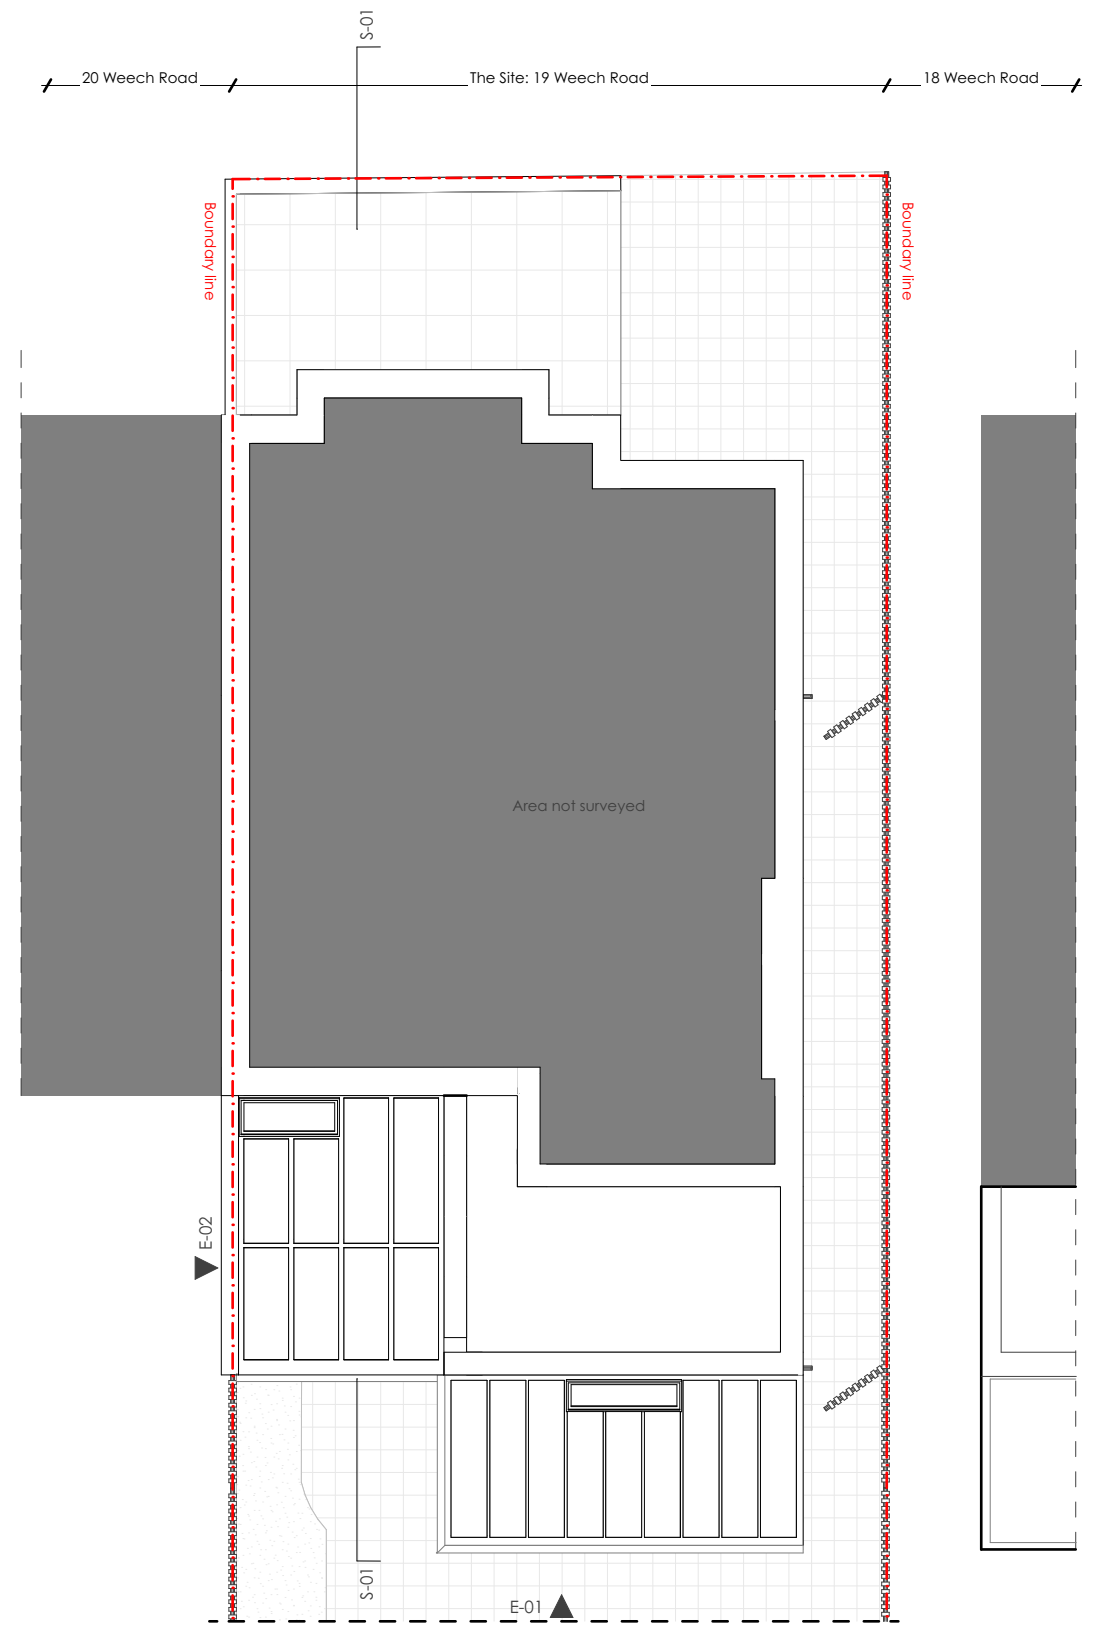 S-01
20 Weech Road
The Site: 19 Weech Road
18 Weech Road
Boundary line
Boundary line
Area not surveyed
E-02
S-01
E-01